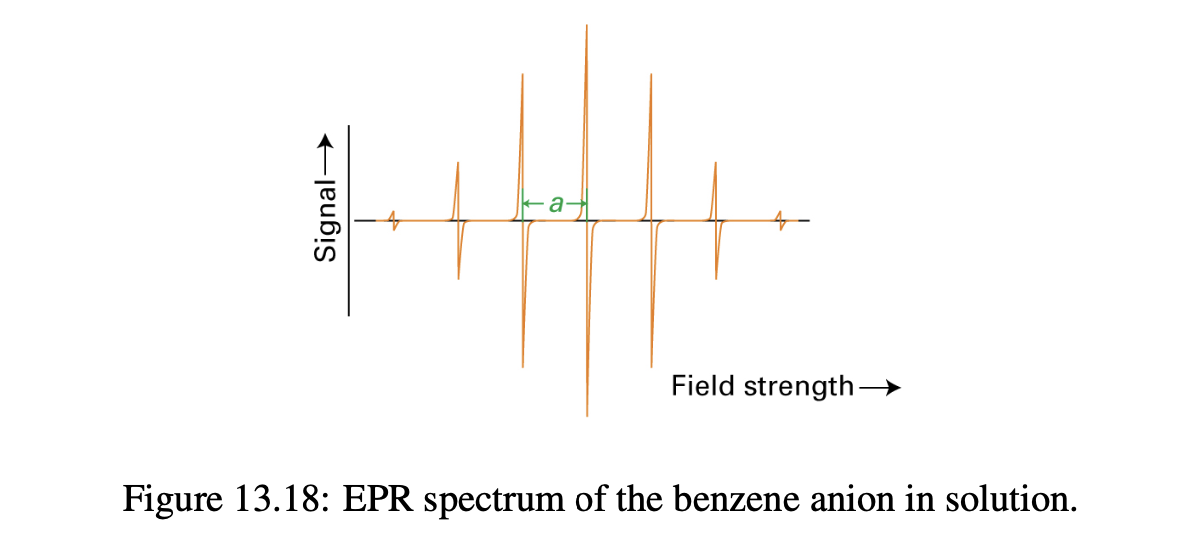 Signal
a
Field strength
Figure 13.18: EPR spectrum of the benzene anion in solution.